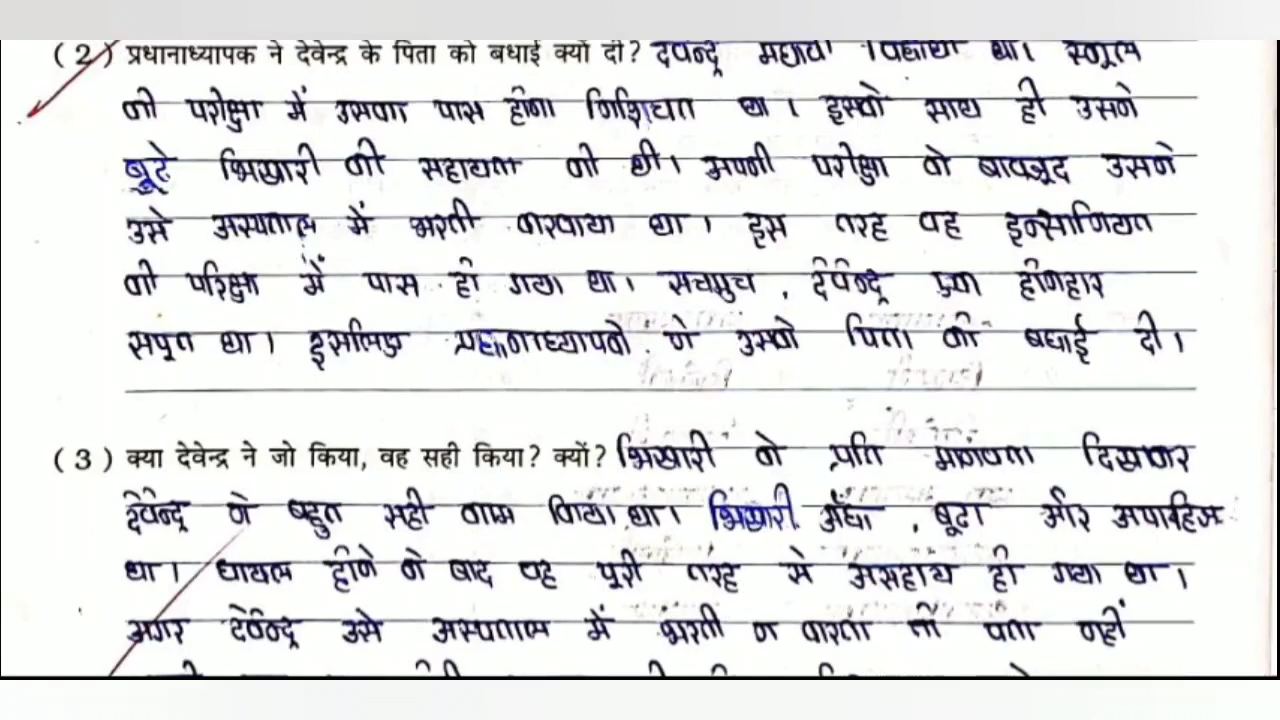 ( 2 ) प्रधानाध्यापक ने देवेन्द्र के पिता को बधाई क्यों दी? देवेन्द्र मेधावी विद्यार्थी था। स्कूल
की परीक्षा में उसका पास होना निश्चित था । इसके साथ ही उसने
बूढ़े भिखारी की सहायता की थी। अपनी परीक्षा के बावजूद उसने
उसे अस्पताल में भरती करवाया था । इस तरह वह इन्सानियत
की परिक्षा में पास हो गया था। सचमुच , देवेन्द्र एक होनहार
सपूत था। इसलिए प्रधानाध्यापक ने उसके पिता को बधाई दी।
( 3 ) क्या देवेन्द्र ने जो किया, वह सही किया? क्यों? भिखारी के प्रति मानवता दिखाकर
देवेन्द्र ने बहुत सही काम किया था। भिखारी अँधा , बूढा और अपाहिज
था। घायल होने के बाद वह पूरी तरह से असहाय हो गया था।
अगर देवेन्द्र उसे अस्पताल में भरती न करता तो पता नहीं